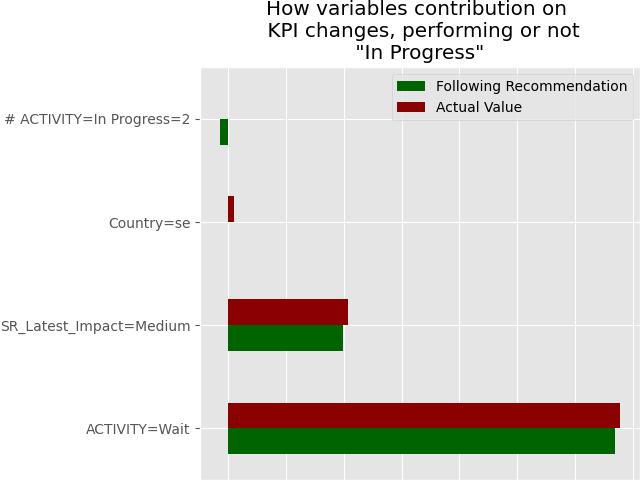 How variables contribution on
KPI changes, performing or not
"In Progress"
Following Recommendation
Actual Value
# ACTIVITY=In Progress=2
Country=se
SR_Latest_Impact=Medium
ACTIVITY=Wait